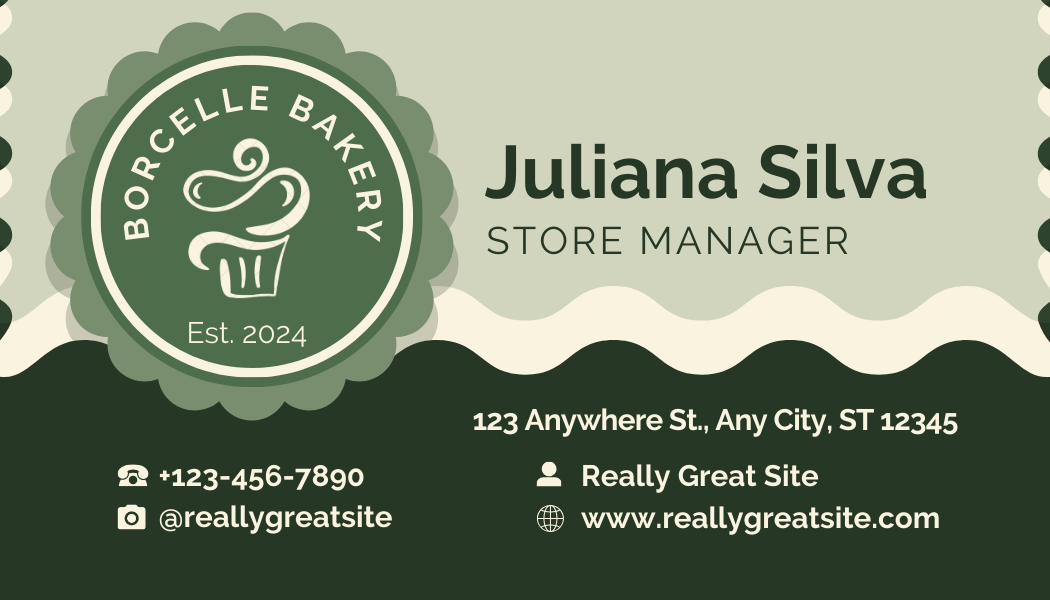 BORCELLE BAKERY
Est. 2024
Juliana Silva
STORE MANAGER
123 Anywhere St., Any City, ST 12345
+123-456-7890
@reallygreatsite
Really Great Site
www.reallygreatsite.com